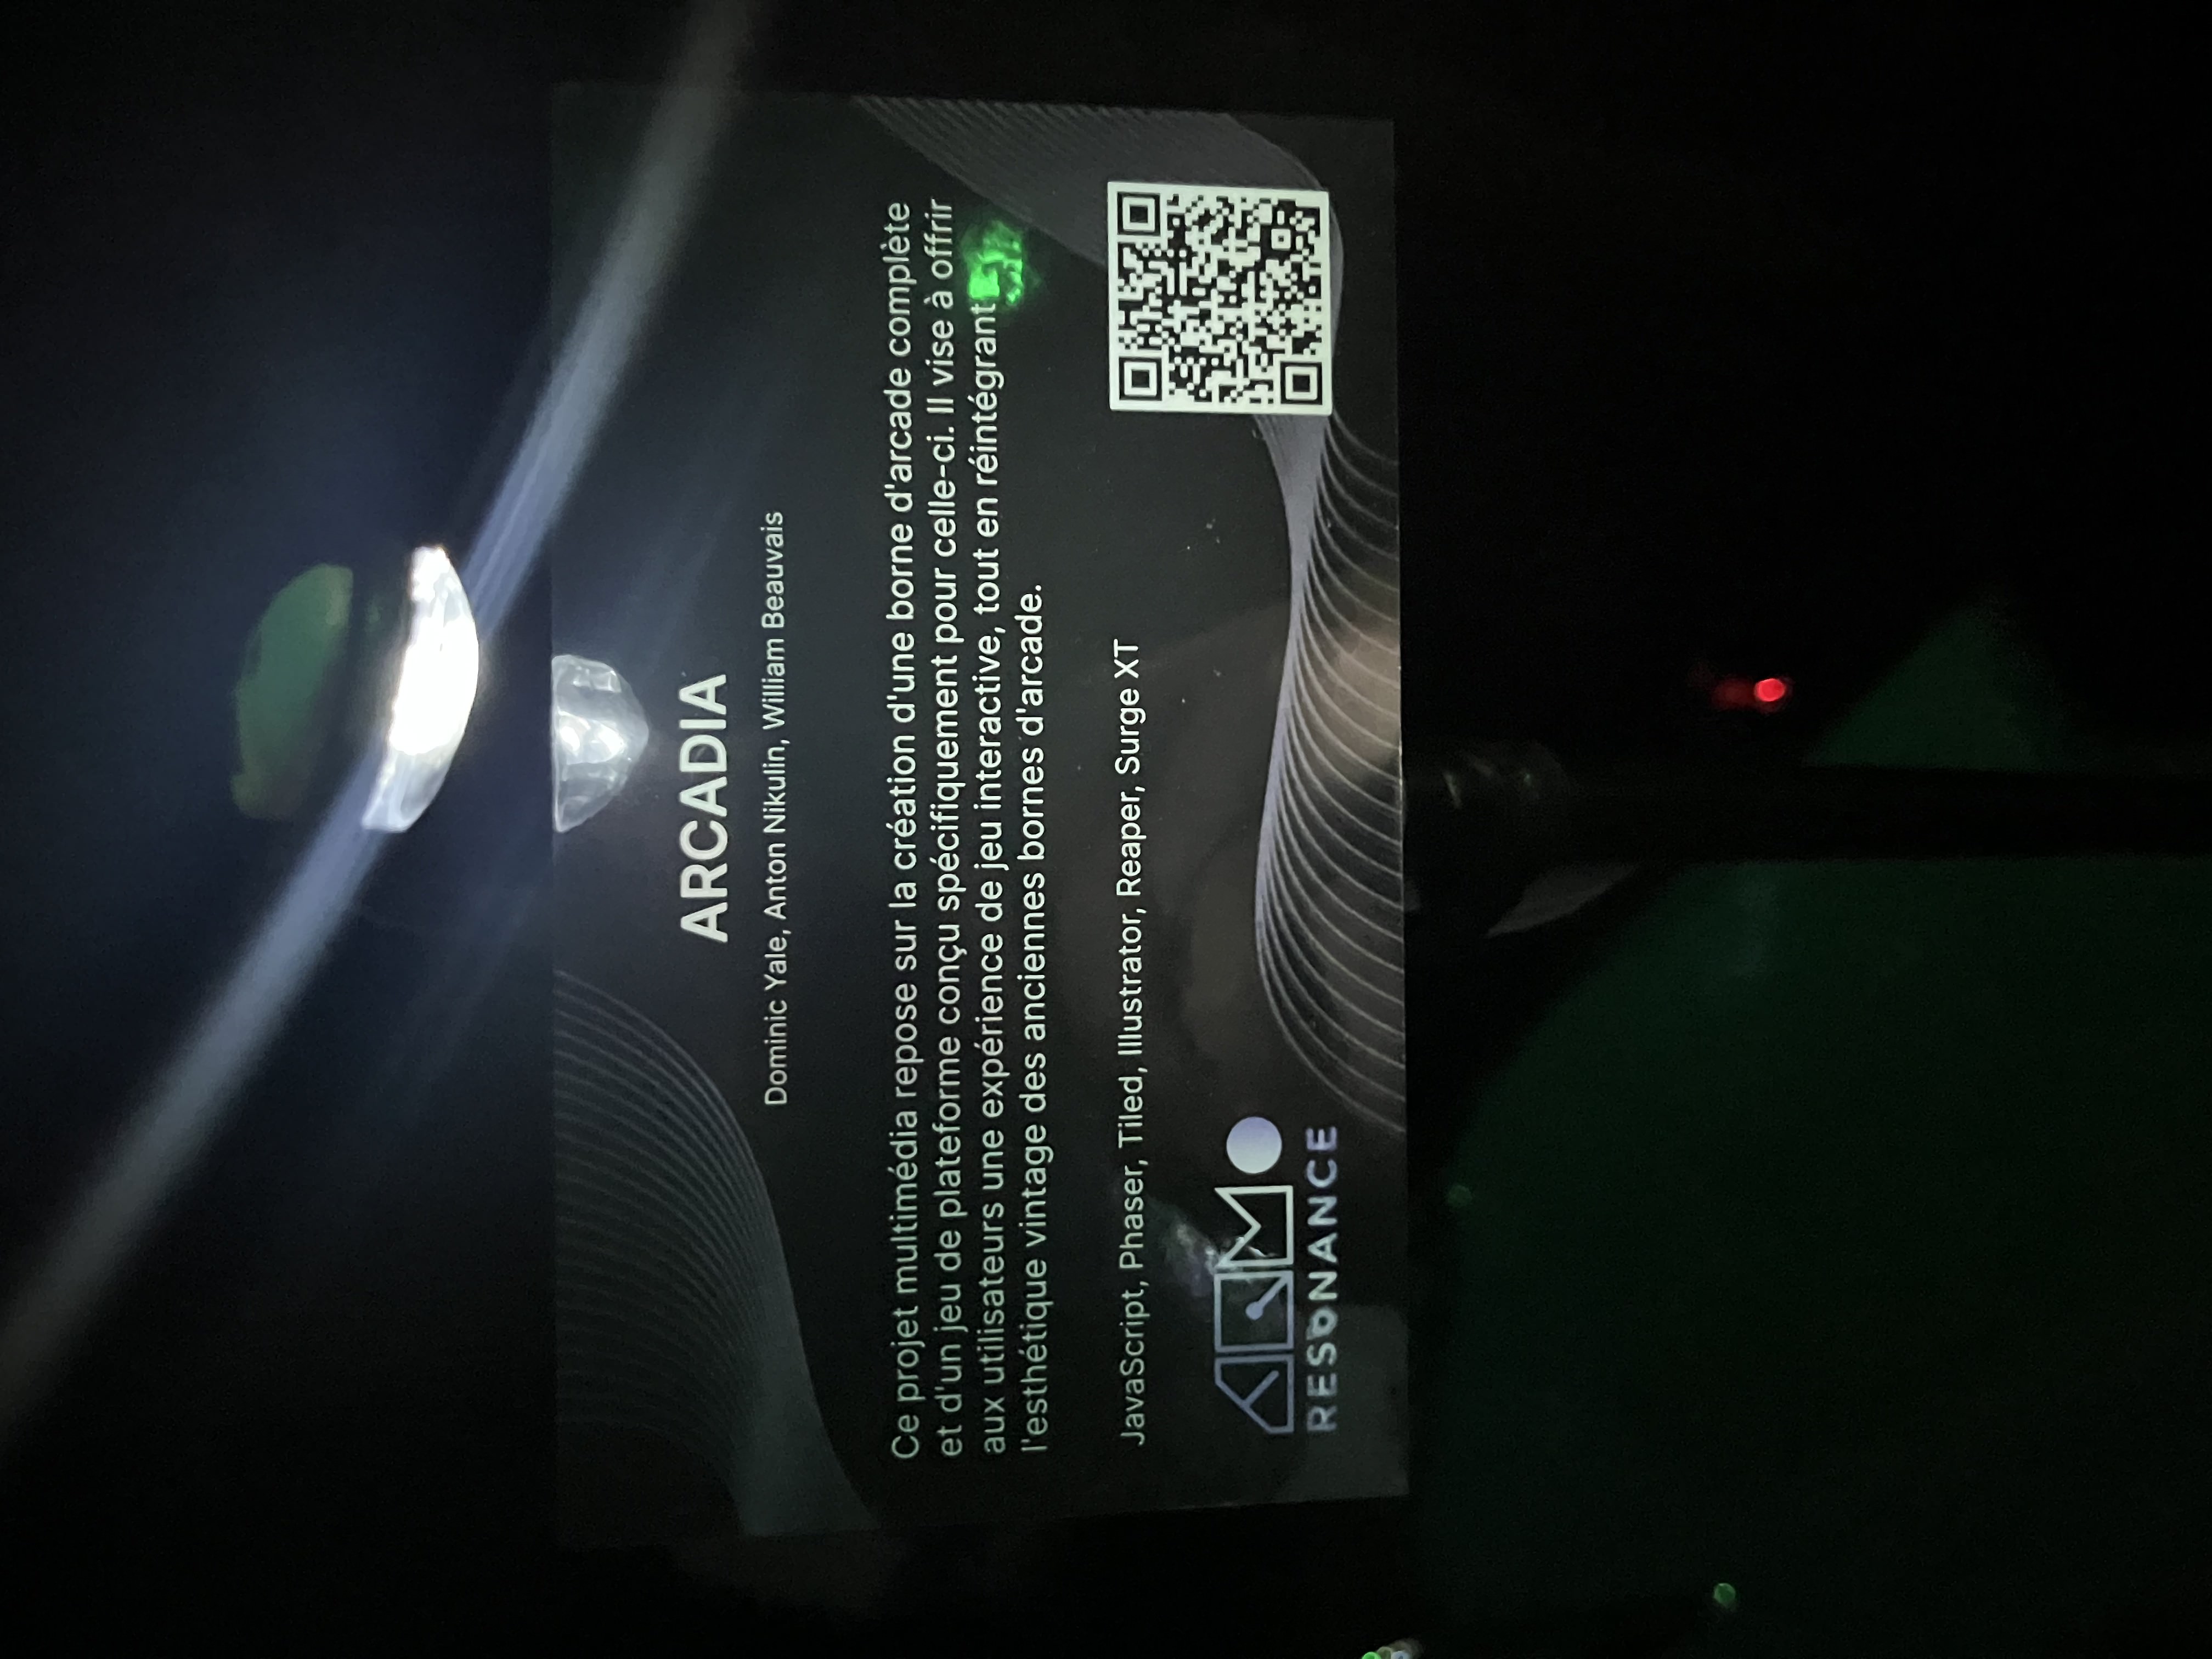 ARCADIA
Dominic Yale, Anton Nikulin, William Beauvais
Ce projet multimédia repose sur la création d'une borne d'arcade complète
et d'un jeu de plateforme conçu spécifiquement pour celle-ci. Il vise à offrir
aux utilisateurs une expérience de jeu interactive, tout en réintégrant
l'esthétique vintage des anciennes bornes d'arcade.
JavaScript, Phaser, Tiled, Illustrator, Reaper, Surge XT
RESONANCE